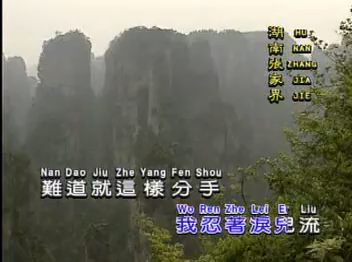 湖 HU
南 NAN
張 ZHANG
家 JIA
界 JIE
Nan Dao Jiu Zhe Yang Fen Shou
難道就這樣分手
Wo Ren Zhe Lei Er Liu
我忍著淚兒流